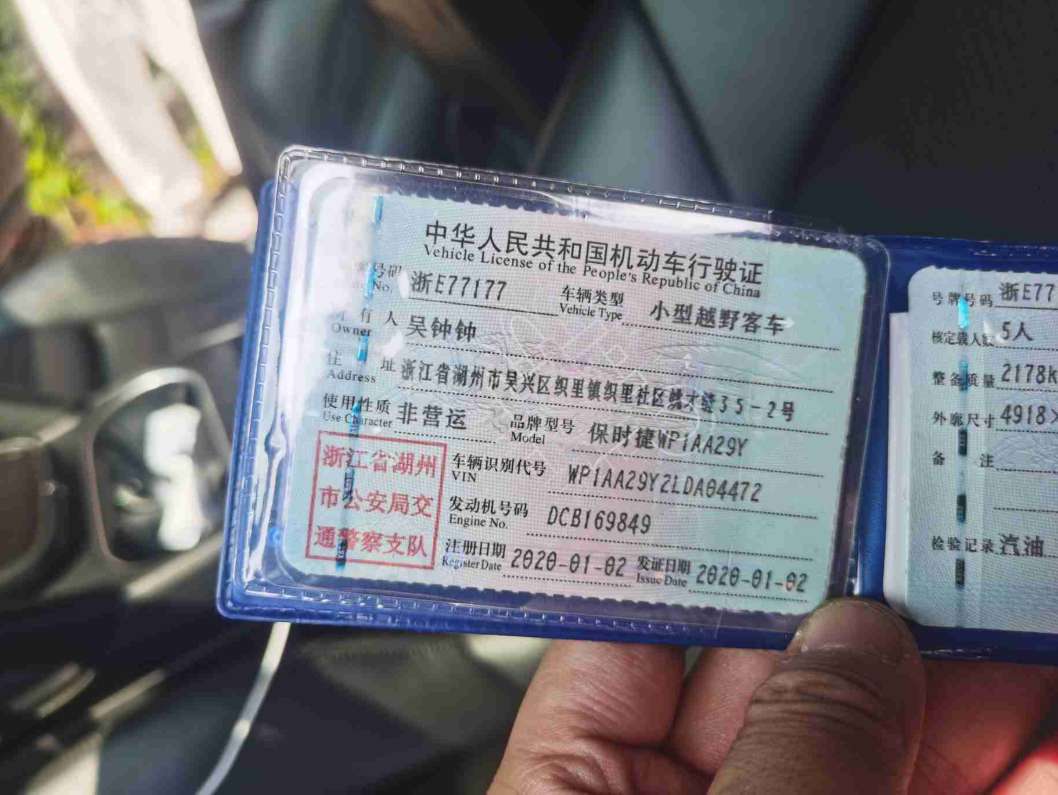 中华人民共和国机动车行驶证
Vehicle License of the People's Republic of China
号码 浙E77177 车辆类型 小型越野客车
No. Vehicle Type
有 人 吴钟钟
Owner
住 址 浙江省湖州市吴兴区织里镇织里社区姚才 35-2号
Address
使用性质 非营运 品牌型号 保时捷WP1AA29Y
Use Character Model
浙江省湖州
市公安局交
通警察支队
车辆识别代号 WP1AA29Y2LDA04472
VIN
发动机号码 DCB169849
Engine No.
注册日期 2020-01-02 发证日期 2020-01-02
Register Date Issue Date
号牌号码 浙E77
核定载人数 5人
整备质量 2178k
外廓尺寸 4918×
备 注
检验记录 汽油